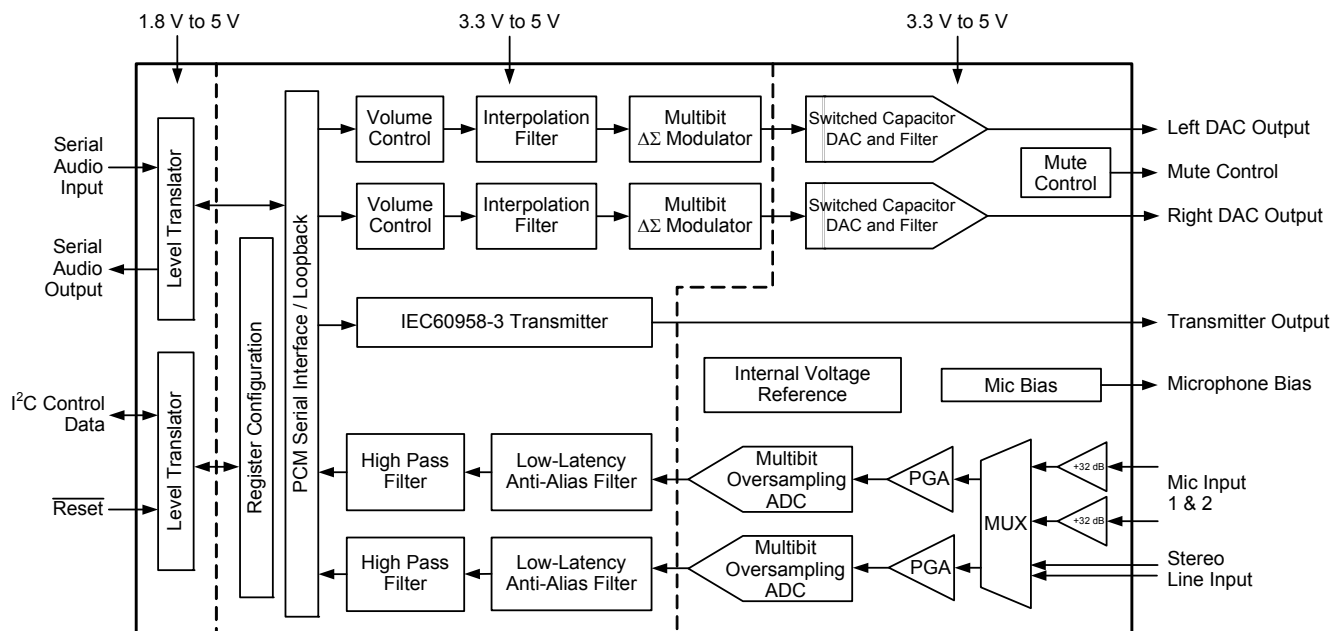 1.8 V to 5 V
3.3 V to 5 V
3.3 V to 5 V
Serial
Audio
Input
Serial
Audio
Output
I²C Control
Data
Reset
Level Translator
Level Translator
Register Configuration
PCM Serial Interface / Loopback
Volume
Control
Interpolation
Filter
Multibit
ΔΣ Modulator
Switched Capacitor
DAC and Filter
Left DAC Output
Mute
Control
Mute Control
Volume
Control
Interpolation
Filter
Multibit
ΔΣ Modulator
Switched Capacitor
DAC and Filter
Right DAC Output
IEC60958-3 Transmitter
Transmitter Output
Internal Voltage
Reference
Mic Bias
Microphone Bias
High Pass
Filter
Low-Latency
Anti-Alias Filter
Multibit
Oversampling
ADC
PGA
MUX
+32 dB
+32 dB
Mic Input
1 & 2
High Pass
Filter
Low-Latency
Anti-Alias Filter
Multibit
Oversampling
ADC
PGA
Stereo
Line Input